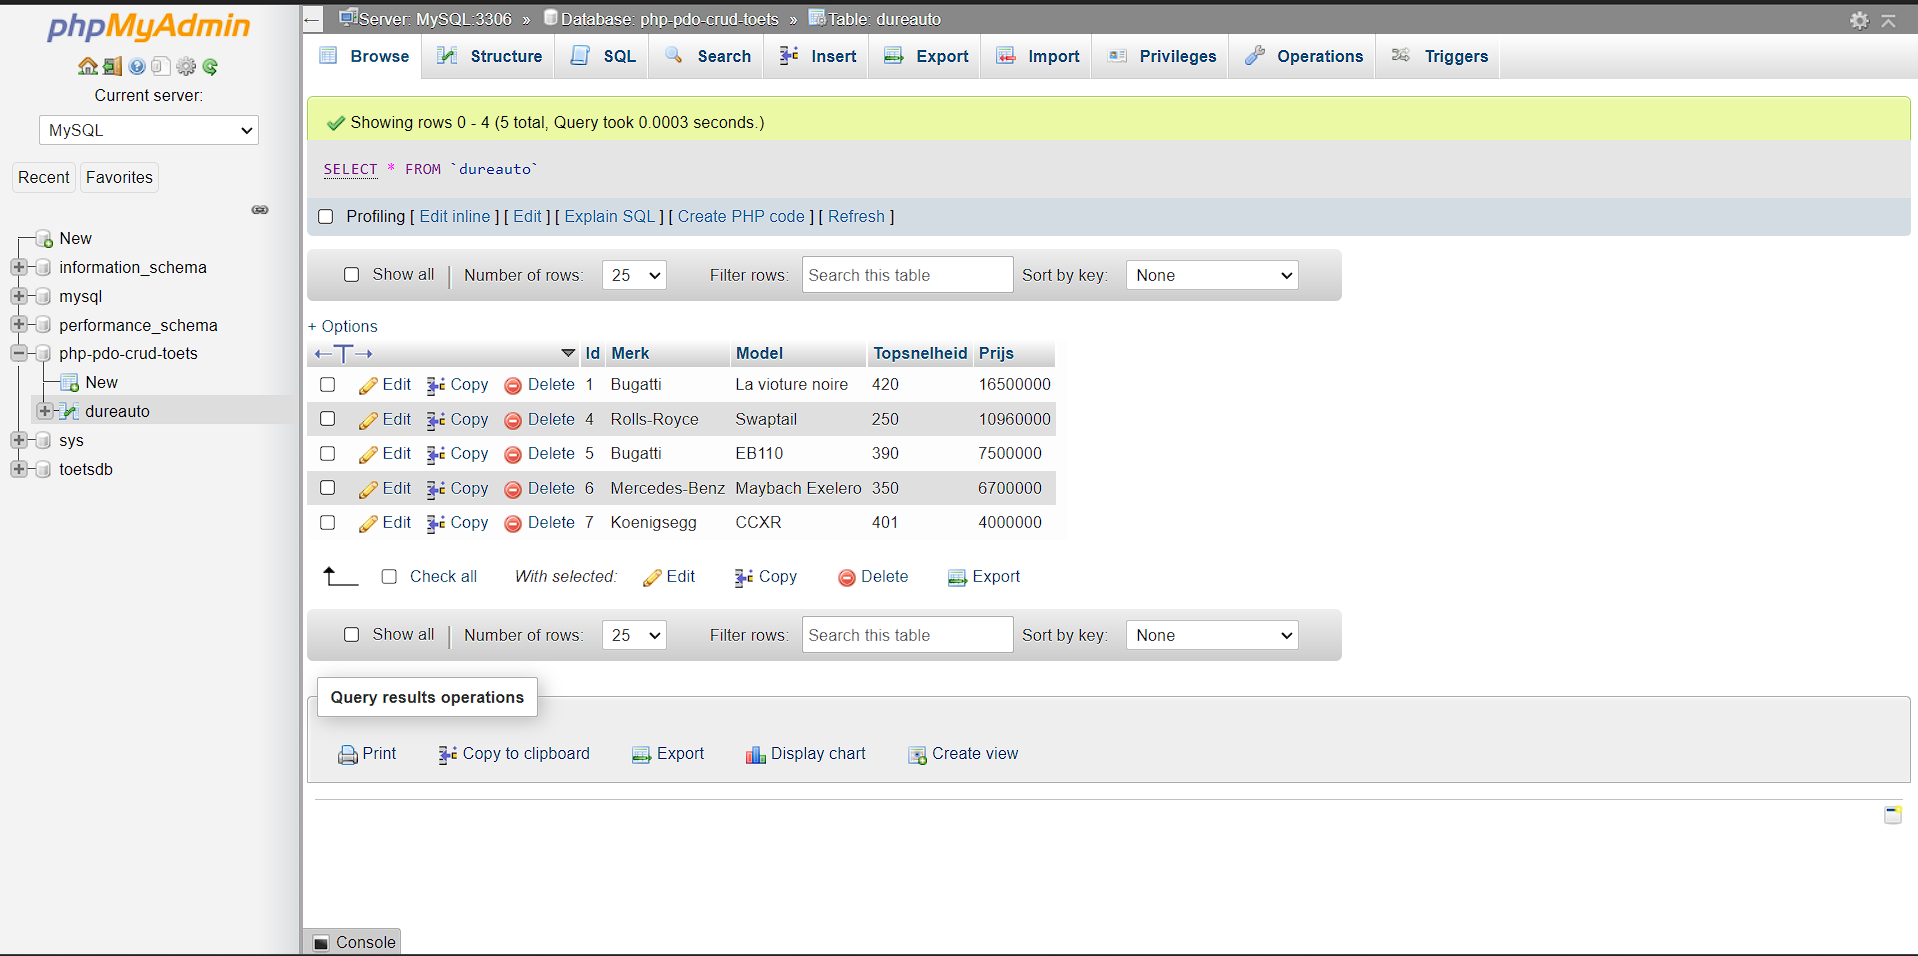 phpMyAdmin
Current server:
MySQL
Recent Favorites
New
information_schema
mysql
performance_schema
php-pdo-crud-toets
New
dureauto
sys
toetsdb
Server: MySQL:3306 » Database: php-pdo-crud-toets » Table: dureauto
Browse Structure SQL Search Insert Export Import Privileges Operations Triggers
Showing rows 0 - 4 (5 total, Query took 0.0003 seconds.)
SELECT * FROM `dureauto`
Profiling [ Edit inline ] [ Edit ] [ Explain SQL ] [ Create PHP code ] [ Refresh ]
Show all | Number of rows: 25 Filter rows: Search this table Sort by key: None
+ Options
←T→ Id Merk Model Topsnelheid Prijs
Edit Copy Delete 1 Bugatti La vioture noire 420 16500000
Edit Copy Delete 4 Rolls-Royce Swaptail 250 10960000
Edit Copy Delete 5 Bugatti EB110 390 7500000
Edit Copy Delete 6 Mercedes-Benz Maybach Exelero 350 6700000
Edit Copy Delete 7 Koenigsegg CCXR 401 4000000
Check all With selected: Edit Copy Delete Export
Show all | Number of rows: 25 Filter rows: Search this table Sort by key: None
Query results operations
Print Copy to clipboard Export Display chart Create view
Console